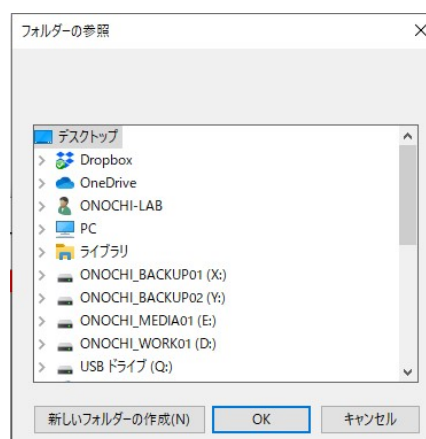 フォルダーの参照
デスクトップ
Dropbox
OneDrive
ONOCHI-LAB
PC
ライブラリ
ONOCHI_BACKUP01 (X:)
ONOCHI_BACKUP02 (Y:)
ONOCHI_MEDIA01 (E:)
ONOCHI_WORK01 (D:)
USB ドライブ (Q:)
新しいフォルダーの作成(N) OK キャンセル